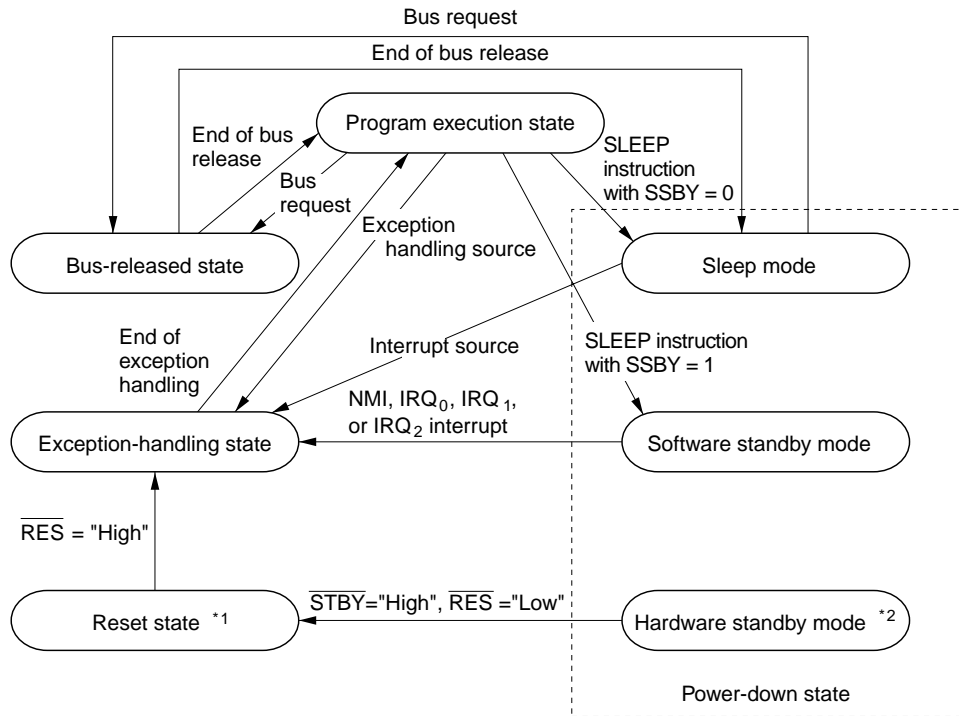 Bus request
End of bus release
Program execution state
End of bus
release
SLEEP
instruction
with SSBY = 0
Bus
request
Exception
handling source
Bus-released state
Sleep mode
End of
exception
handling
Interrupt source
SLEEP instruction
with SSBY = 1
NMI, IRQ0, IRQ1,
or IRQ2 interrupt
Exception-handling state
Software standby mode
RES = "High"
STBY="High", RES ="Low"
Reset state *1
Hardware standby mode *2
Power-down state